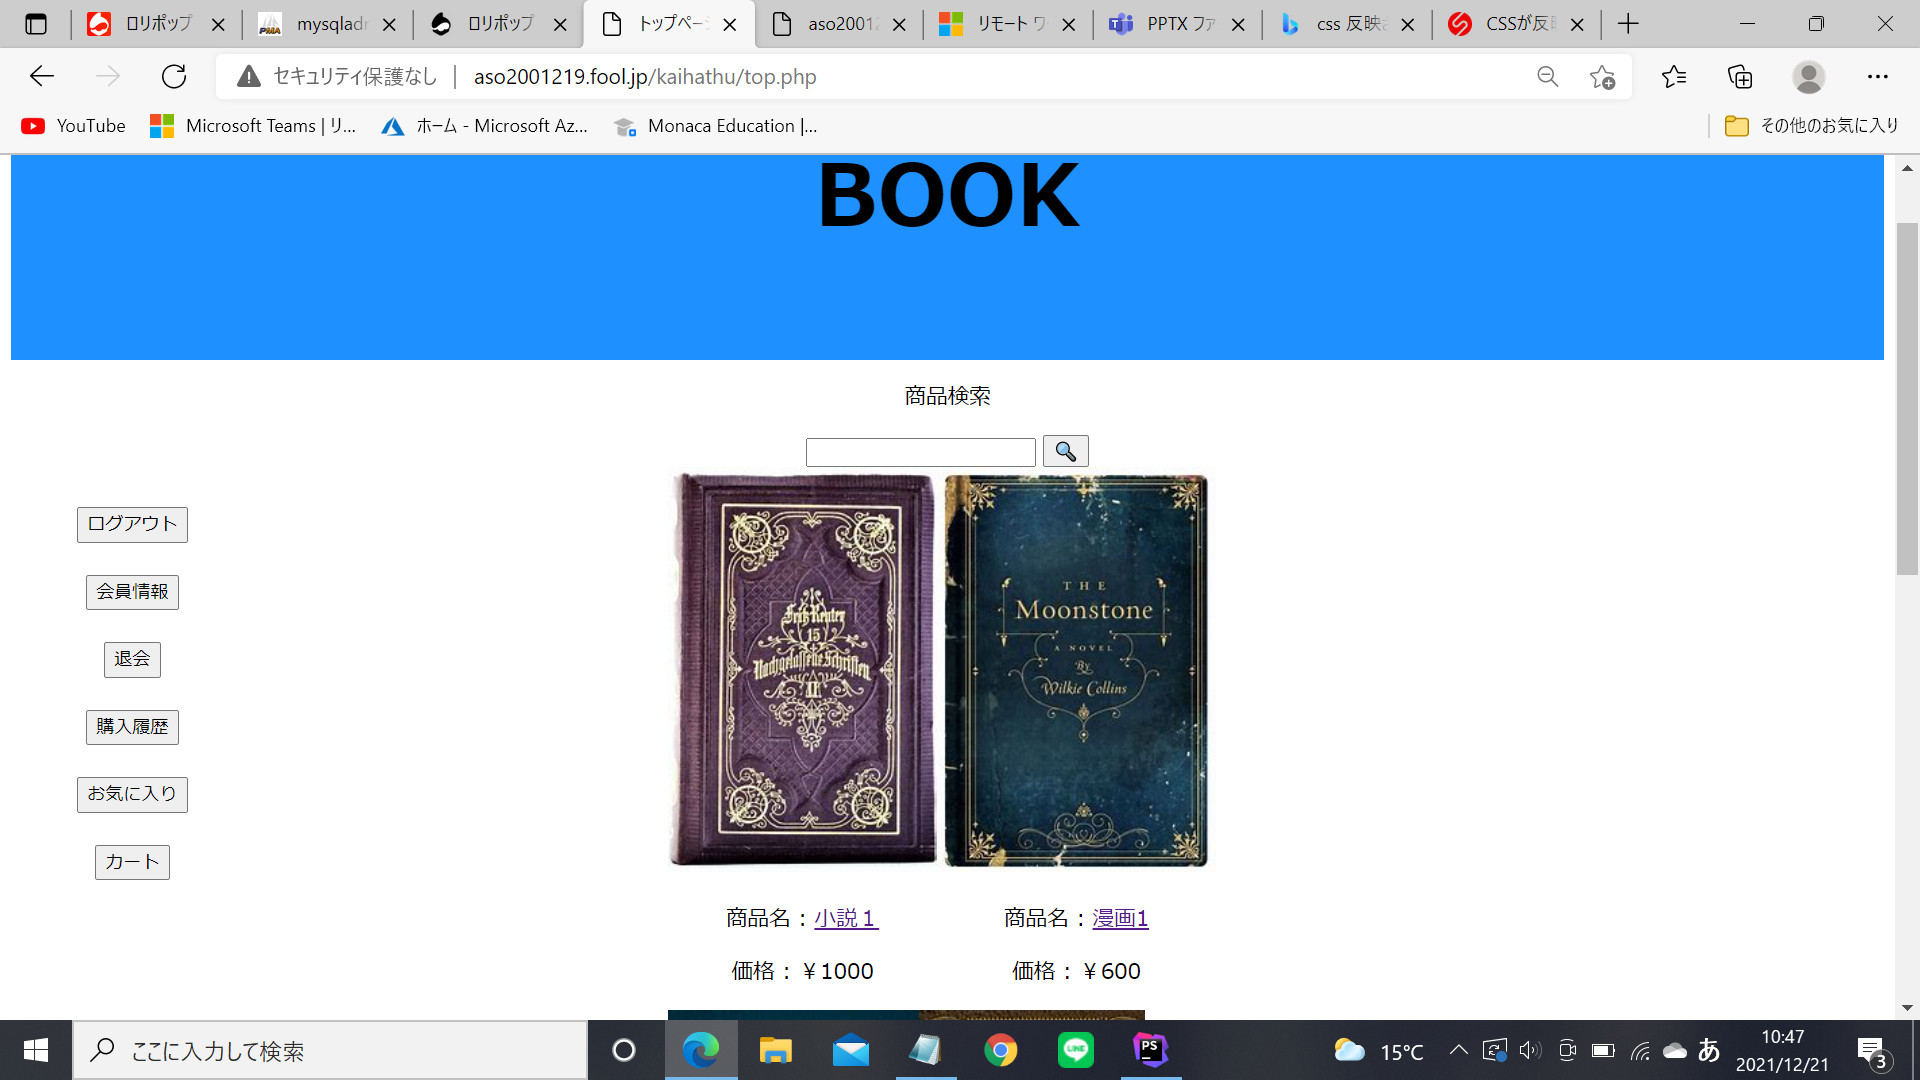 ロリポップ
mysqladm
ロリポップ
トップペー
aso2001
リモート ワ
PPTX ファ
css 反映
CSSが反
セキュリティ保護なし
aso2001219.fool.jp/kaihathu/top.php
YouTube
Microsoft Teams | リ...
ホーム - Microsoft Az...
Monaca Education |...
その他のお気に入り
BOOK
商品検索
ログアウト
会員情報
退会
購入履歴
お気に入り
カート
Fritz Reuter
15
Nachgelassene Schriften
II
THE
Moonstone
A NOVEL
By
Wilkie Collins
商品名：小説１
商品名：漫画1
価格：￥1000
価格：￥600
ここに入力して検索
PS
LINE
15°C
あ
10:47
2021/12/21
3